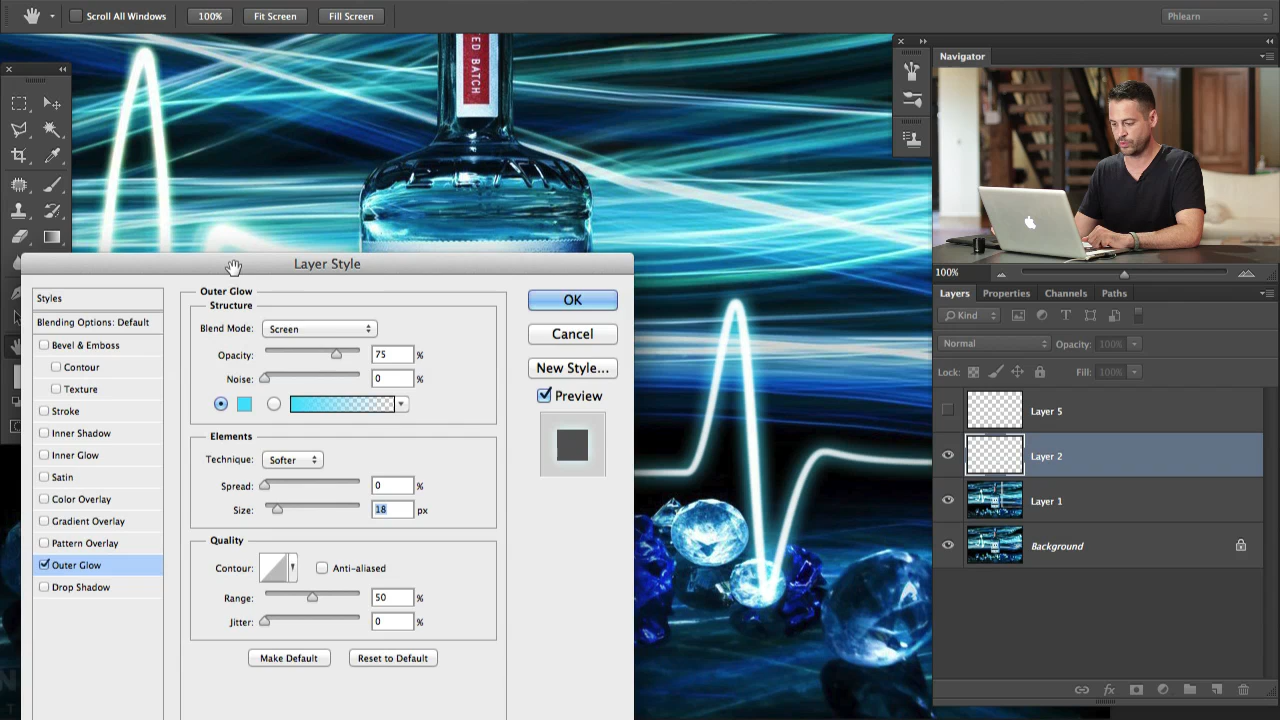 Scroll All Windows 100% Fit Screen Fill Screen Phlearn
TED BATCH
Navigator
100%
Layers Properties Channels Paths
Kind
Normal Opacity: 100%
Lock: Fill: 100%
Layer 5
Layer 2
Layer 1
Background
Layer Style
Styles
Blending Options: Default
Bevel & Emboss
Contour
Texture
Stroke
Inner Shadow
Inner Glow
Satin
Color Overlay
Gradient Overlay
Pattern Overlay
Outer Glow
Drop Shadow
Outer Glow
Structure
Blend Mode: Screen
Opacity: 75 %
Noise: 0 %
Elements
Technique: Softer
Spread: 0 %
Size: 18 px
Quality
Contour: Anti-aliased
Range: 50 %
Jitter: 0 %
Make Default Reset to Default
OK
Cancel
New Style...
Preview
fx